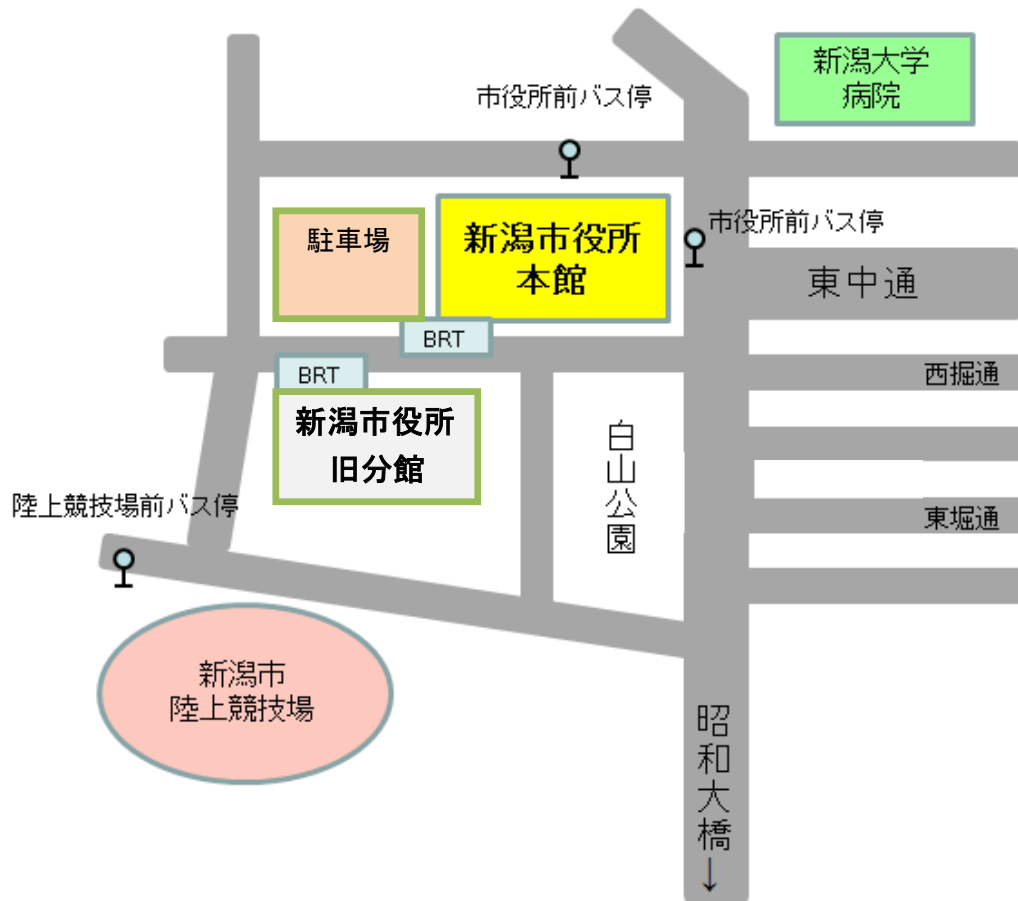 新潟大学
病院
市役所前バス停
市役所前バス停
駐車場
新潟市役所
本館
東中通
BRT
BRT
西掘通
新潟市役所
旧分館
白山公園
陸上競技場前バス停
東堀通
新潟市
陸上競技場
昭和大橋
↓